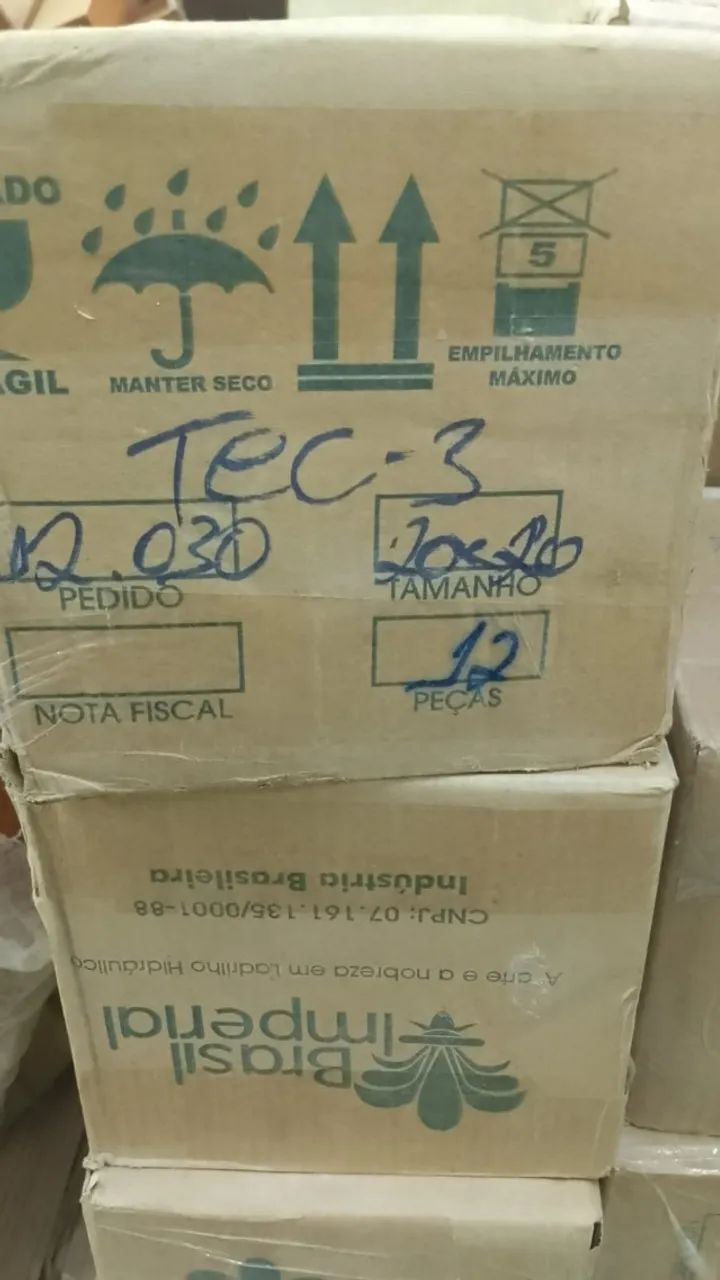 ADO
5
ÁGIL
MANTER SECO
EMPILHAMENTO
MÁXIMO
TEC-3
12.030
20x20
PEDIDO
TAMANHO
12
NOTA FISCAL
PEÇAS
Brasil
Imperial
A arte e a nobreza em Ladrilho Hidráulico
CNPJ: 07.161.135/0001-88
Indústria Brasileira